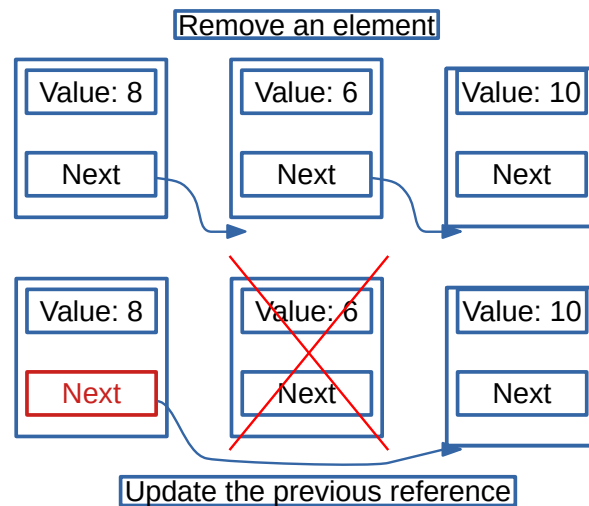 Remove an element
Value: 8
Value: 6
Value: 10
Next
Next
Next
Value: 8
Value: 6
Value: 10
Next
Next
Next
Update the previous reference